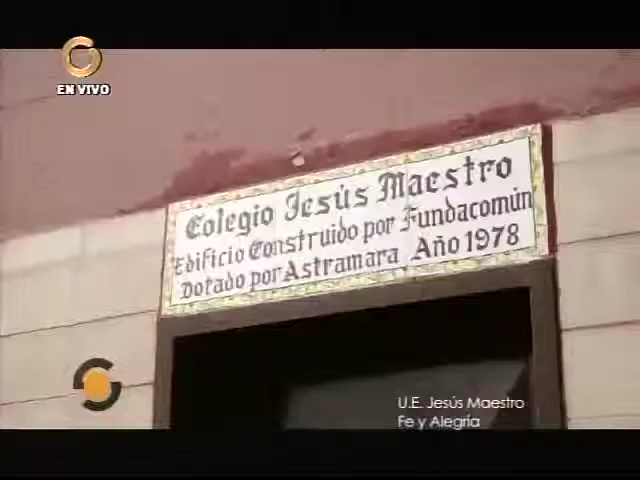 EN VIVO
Colegio Jesús Maestro
Edificio Construido por Fundacomún
Dotado por Astramara Año 1978
U.E. Jesús Maestro
Fe y Alegría